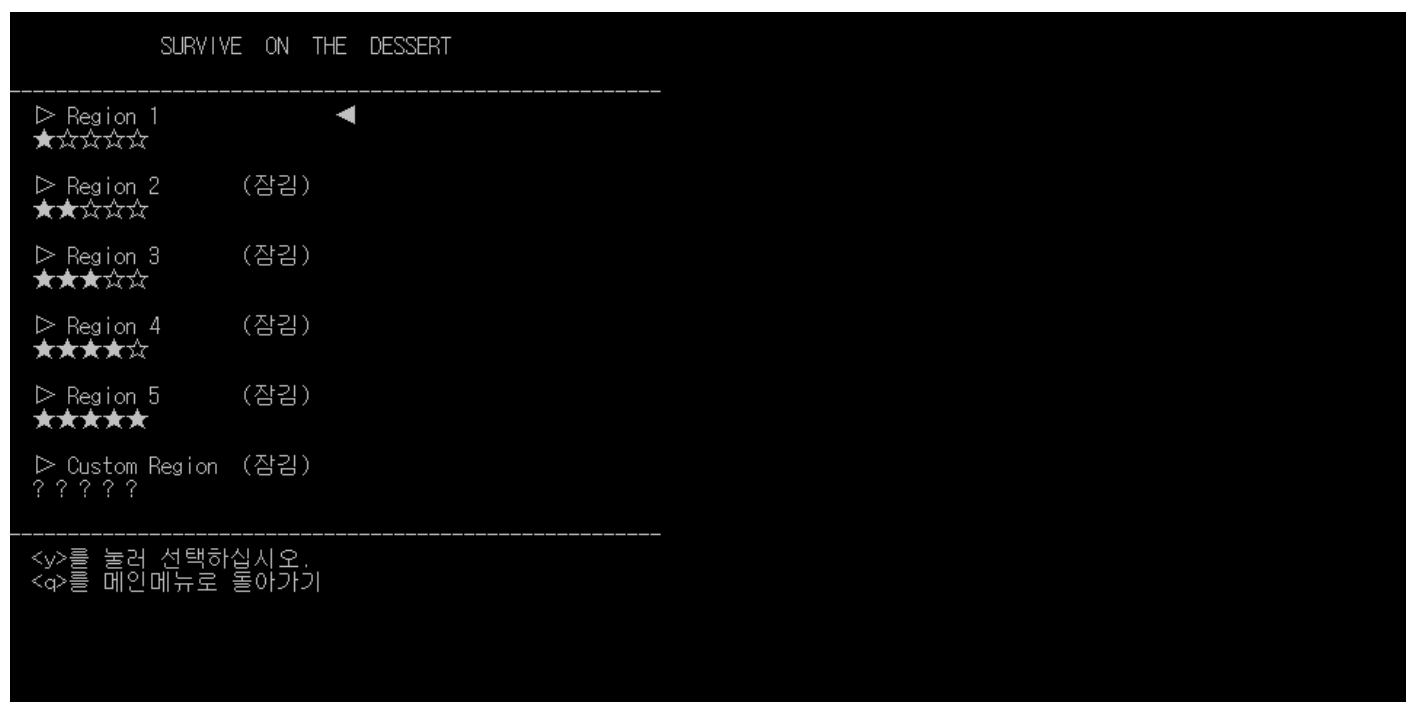 SURVIVE ON THE DESSERT
▷ Region 1 ◀
★☆☆☆☆
▷ Region 2 (잠김)
★★☆☆☆
▷ Region 3 (잠김)
★★★☆☆
▷ Region 4 (잠김)
★★★★☆
▷ Region 5 (잠김)
★★★★★
▷ Custom Region (잠김)
? ? ? ? ?
<y>를 눌러 선택하십시오.
<q>를 메인메뉴로 돌아가기